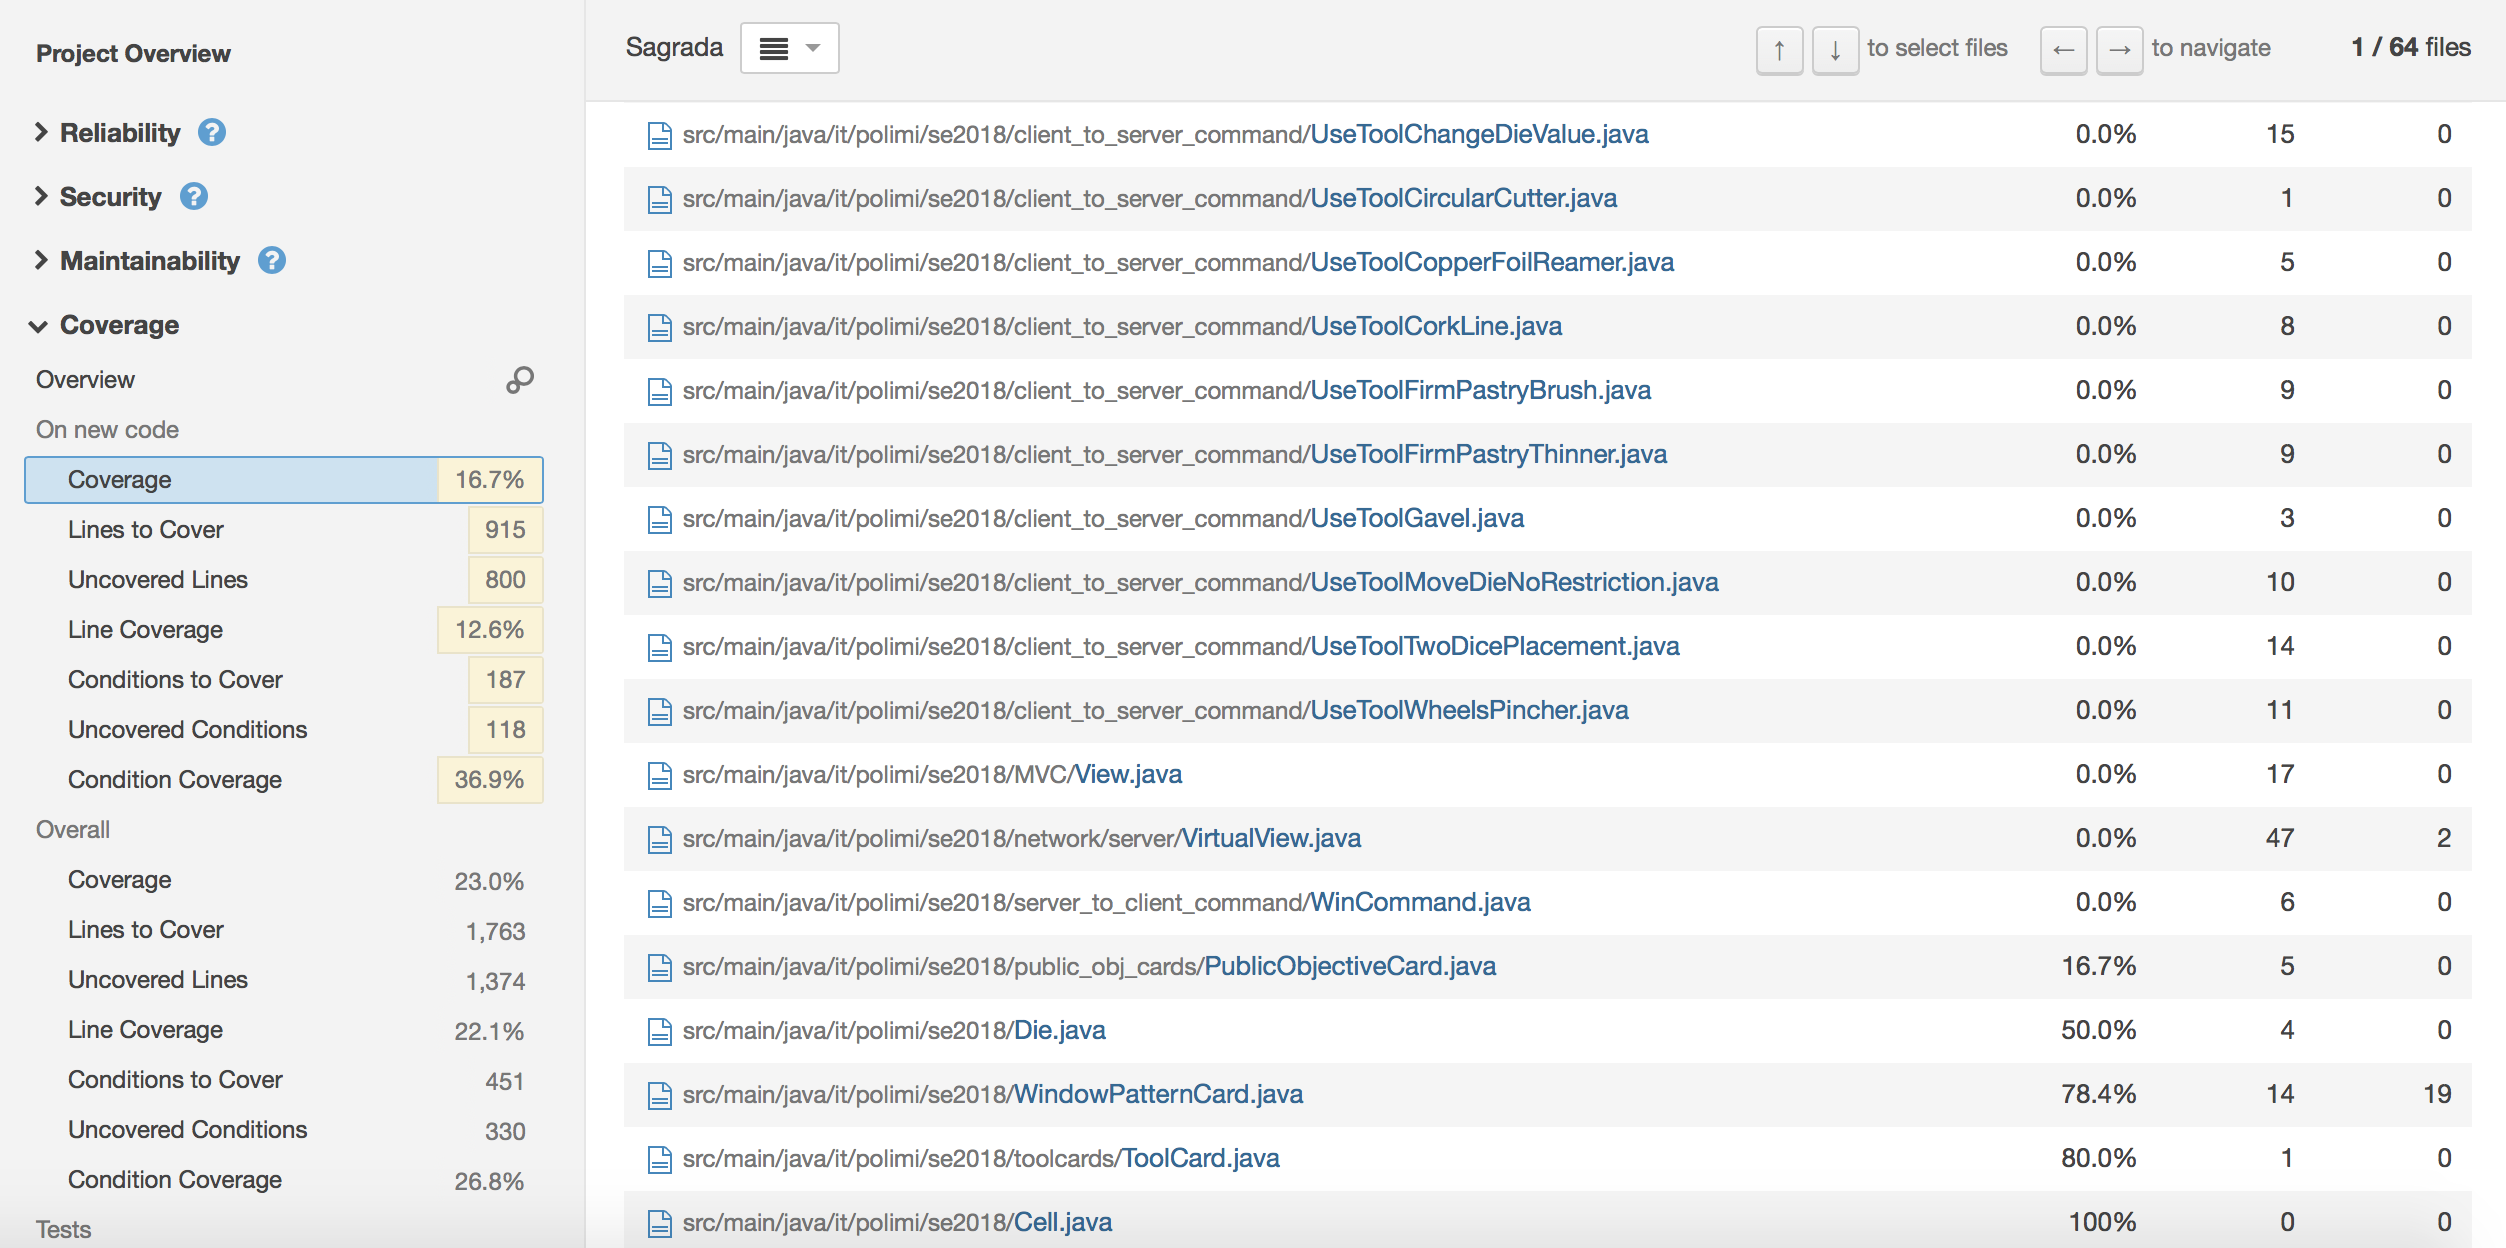 Project Overview
Reliability ?
Security ?
Maintainability ?
Coverage
Overview
On new code
Coverage 16.7%
Lines to Cover 915
Uncovered Lines 800
Line Coverage 12.6%
Conditions to Cover 187
Uncovered Conditions 118
Condition Coverage 36.9%
Overall
Coverage 23.0%
Lines to Cover 1,763
Uncovered Lines 1,374
Line Coverage 22.1%
Conditions to Cover 451
Uncovered Conditions 330
Condition Coverage 26.8%
Tests
Sagrada ↑ ↓ to select files ← → to navigate 1 / 64 files
src/main/java/it/polimi/se2018/client_to_server_command/UseToolChangeDieValue.java 0.0% 15 0
src/main/java/it/polimi/se2018/client_to_server_command/UseToolCircularCutter.java 0.0% 1 0
src/main/java/it/polimi/se2018/client_to_server_command/UseToolCopperFoilReamer.java 0.0% 5 0
src/main/java/it/polimi/se2018/client_to_server_command/UseToolCorkLine.java 0.0% 8 0
src/main/java/it/polimi/se2018/client_to_server_command/UseToolFirmPastryBrush.java 0.0% 9 0
src/main/java/it/polimi/se2018/client_to_server_command/UseToolFirmPastryThinner.java 0.0% 9 0
src/main/java/it/polimi/se2018/client_to_server_command/UseToolGavel.java 0.0% 3 0
src/main/java/it/polimi/se2018/client_to_server_command/UseToolMoveDieNoRestriction.java 0.0% 10 0
src/main/java/it/polimi/se2018/client_to_server_command/UseToolTwoDicePlacement.java 0.0% 14 0
src/main/java/it/polimi/se2018/client_to_server_command/UseToolWheelsPincher.java 0.0% 11 0
src/main/java/it/polimi/se2018/MVC/View.java 0.0% 17 0
src/main/java/it/polimi/se2018/network/server/VirtualView.java 0.0% 47 2
src/main/java/it/polimi/se2018/server_to_client_command/WinCommand.java 0.0% 6 0
src/main/java/it/polimi/se2018/public_obj_cards/PublicObjectiveCard.java 16.7% 5 0
src/main/java/it/polimi/se2018/Die.java 50.0% 4 0
src/main/java/it/polimi/se2018/WindowPatternCard.java 78.4% 14 19
src/main/java/it/polimi/se2018/toolcards/ToolCard.java 80.0% 1 0
src/main/java/it/polimi/se2018/Cell.java 100% 0 0